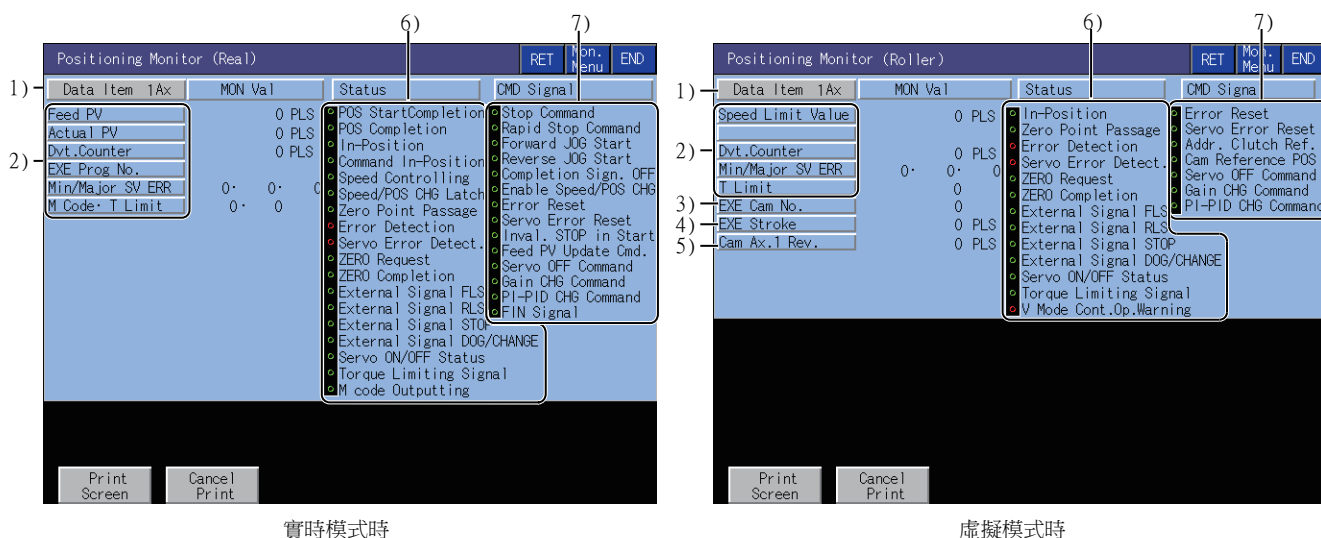 6)
7)
Positioning Monitor (Real)
RET
Mon. Menu
END
1)
Data Item 1Ax
MON Val
Status
CMD Signal
2)
Feed PV
0 PLS
Actual PV
0 PLS
Dvt.Counter
0 PLS
EXE Prog No.
Min/Major SV ERR
0· 0· 0
M Code· T Limit
0· 0
POS StartCompletion
POS Completion
In-Position
Command In-Position
Speed Controlling
Speed/POS CHG Latch
Zero Point Passage
Error Detection
Servo Error Detect.
ZERO Request
ZERO Completion
External Signal FLS
External Signal RLS
External Signal STOP
External Signal DOG/CHANGE
Servo ON/OFF Status
Torque Limiting Signal
M code Outputting
Stop Command
Rapid Stop Command
Forward JOG Start
Reverse JOG Start
Completion Sign. OFF
Enable Speed/POS CHG
Error Reset
Servo Error Reset
Inval. STOP in Start
Feed PV Update Cmd.
Servo OFF Command
Gain CHG Command
PI-PID CHG Command
FIN Signal
Print Screen
Cancel Print
實時模式時
6)
7)
Positioning Monitor (Roller)
RET
Mon. Menu
END
1)
Data Item 1Ax
MON Val
Status
CMD Signal
2)
Speed Limit Value
0 PLS
Dvt.Counter
0 PLS
Min/Major SV ERR
0· 0· 0
T Limit
0
3)
EXE Cam No.
0
4)
EXE Stroke
0 PLS
5)
Cam Ax.1 Rev.
0 PLS
In-Position
Zero Point Passage
Error Detection
Servo Error Detect.
ZERO Request
ZERO Completion
External Signal FLS
External Signal RLS
External Signal STOP
External Signal DOG/CHANGE
Servo ON/OFF Status
Torque Limiting Signal
V Mode Cont.Op.Warning
Error Reset
Servo Error Reset
Addr. Clutch Ref.
Cam Reference POS
Servo OFF Command
Gain CHG Command
PI-PID CHG Command
Print Screen
Cancel Print
虛擬模式時